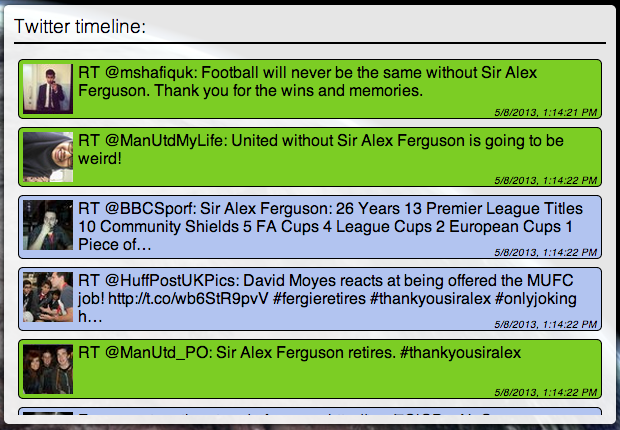 Twitter timeline:
RT @mshafiquk: Football will never be the same without Sir Alex
Ferguson. Thank you for the wins and memories.
5/8/2013, 1:14:21 PM
RT @ManUtdMyLife: United without Sir Alex Ferguson is going to be
weird!
5/8/2013, 1:14:22 PM
RT @BBCSporf: Sir Alex Ferguson: 26 Years 13 Premier League Titles
10 Community Shields 5 FA Cups 4 League Cups 2 European Cups 1
Piece of…
5/8/2013, 1:14:22 PM
RT @HuffPostUKPics: David Moyes reacts at being offered the MUFC
job! http://t.co/wb6StR9pvV #fergieretires #thankyousiralex #onlyjoking
h…
5/8/2013, 1:14:22 PM
RT @ManUtd_PO: Sir Alex Ferguson retires. #thankyousiralex
5/8/2013, 1:14:22 PM